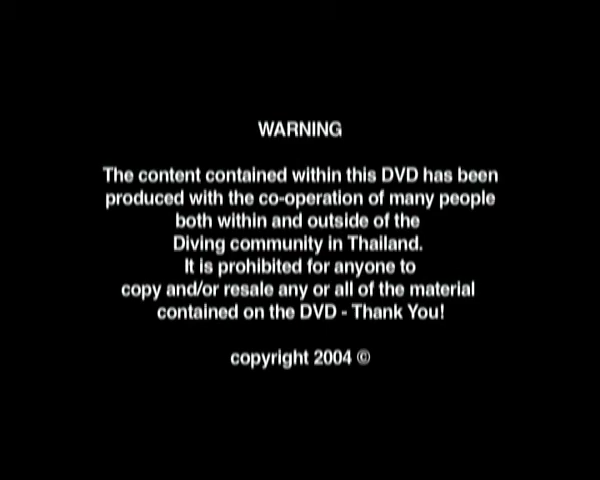 WARNING
The content contained within this DVD has been
produced with the co-operation of many people
both within and outside of the
Diving community in Thailand.
It is prohibited for anyone to
copy and/or resale any or all of the material
contained on the DVD - Thank You!
copyright 2004 ©